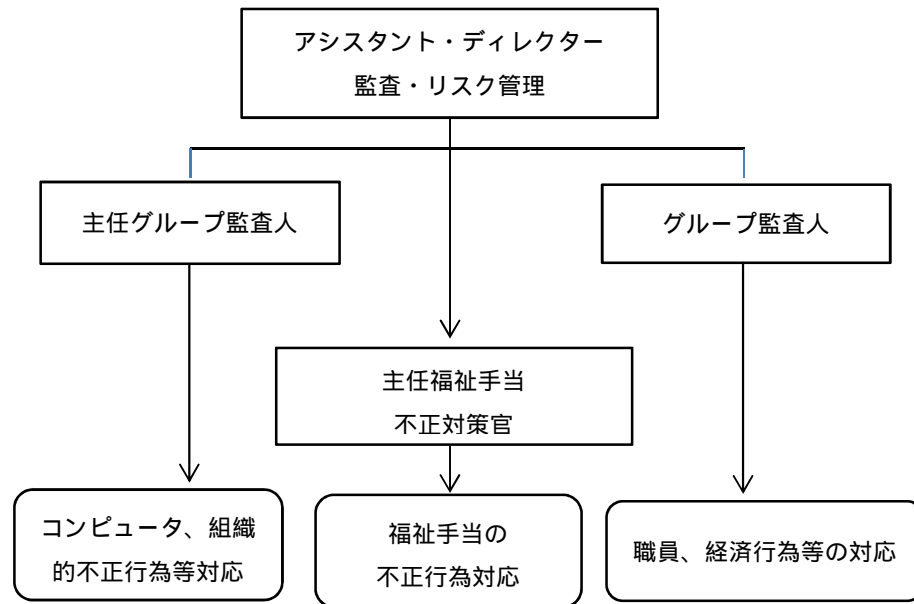 アシスタント・ディレクター
監査・リスク管理
主任グループ監査人
グループ監査人
主任福祉手当
不正対策官
コンピュータ、組織
的不正行為等対応
福祉手当の
不正行為対応
職員、経済行為等の対応